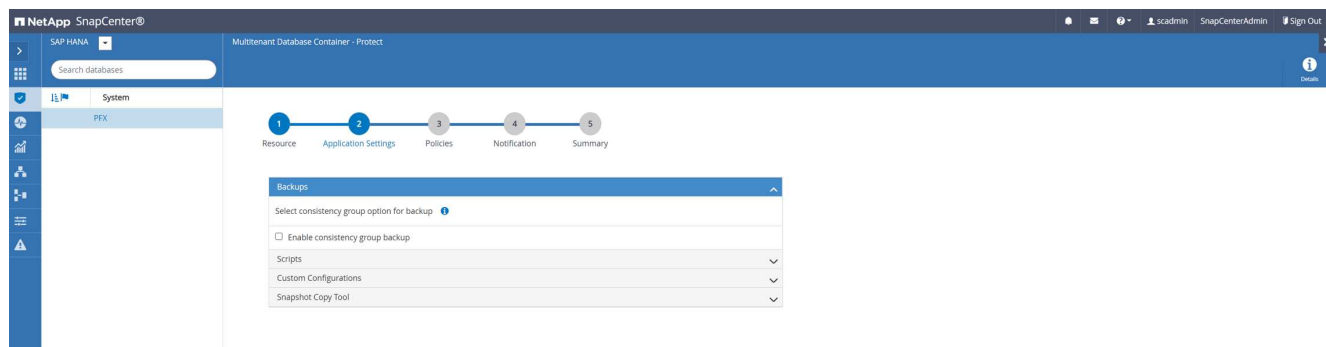 NetApp SnapCenter®
scadmin SnapCenterAdmin Sign Out
SAP HANA
Multitenant Database Container - Protect
Search databases
Details
System
PFX
1 2 3 4 5
Resource Application Settings Policies Notification Summary
Backups
Select consistency group option for backup
Enable consistency group backup
Scripts
Custom Configurations
Snapshot Copy Tool